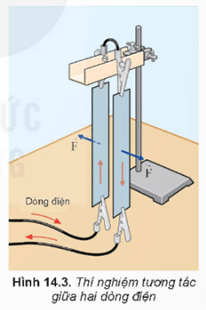 F
F
Dòng điện
Hình 14.3. Thí nghiệm tương tác
giữa hai dòng điện